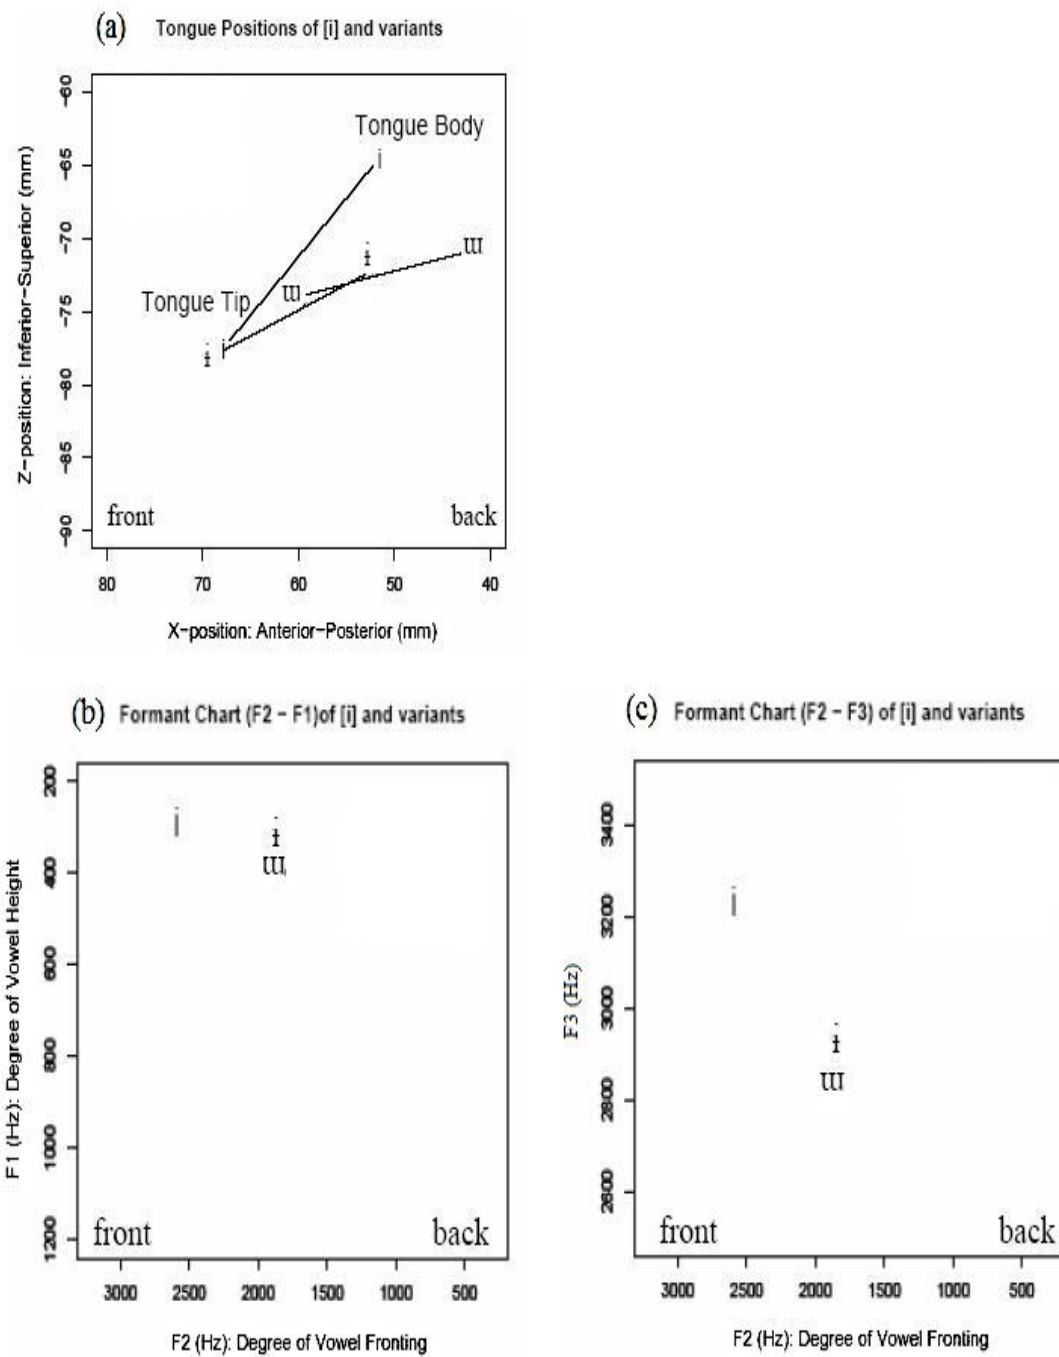 (a) Tongue Positions of [i] and variants
Z-position: Inferior-Superior (mm)
-60
-65
-70
-75
-80
-85
-90
Tongue Body
i
ɨ
ɯ
ɯ
Tongue Tip
ɨ
i
front
back
80 70 60 50 40
X-position: Anterior-Posterior (mm)
(b) Formant Chart (F2 - F1)of [i] and variants
F1 (Hz): Degree of Vowel Height
200
400
600
800
1000
1200
i
ɨ
ɯ
front
back
3000 2500 2000 1500 1000 500
F2 (Hz): Degree of Vowel Fronting
(c) Formant Chart (F2 - F3) of [i] and variants
F3 (Hz)
3400
3200
3000
2800
2600
i
ɨ
ɯ
front
back
3000 2500 2000 1500 1000 500
F2 (Hz): Degree of Vowel Fronting